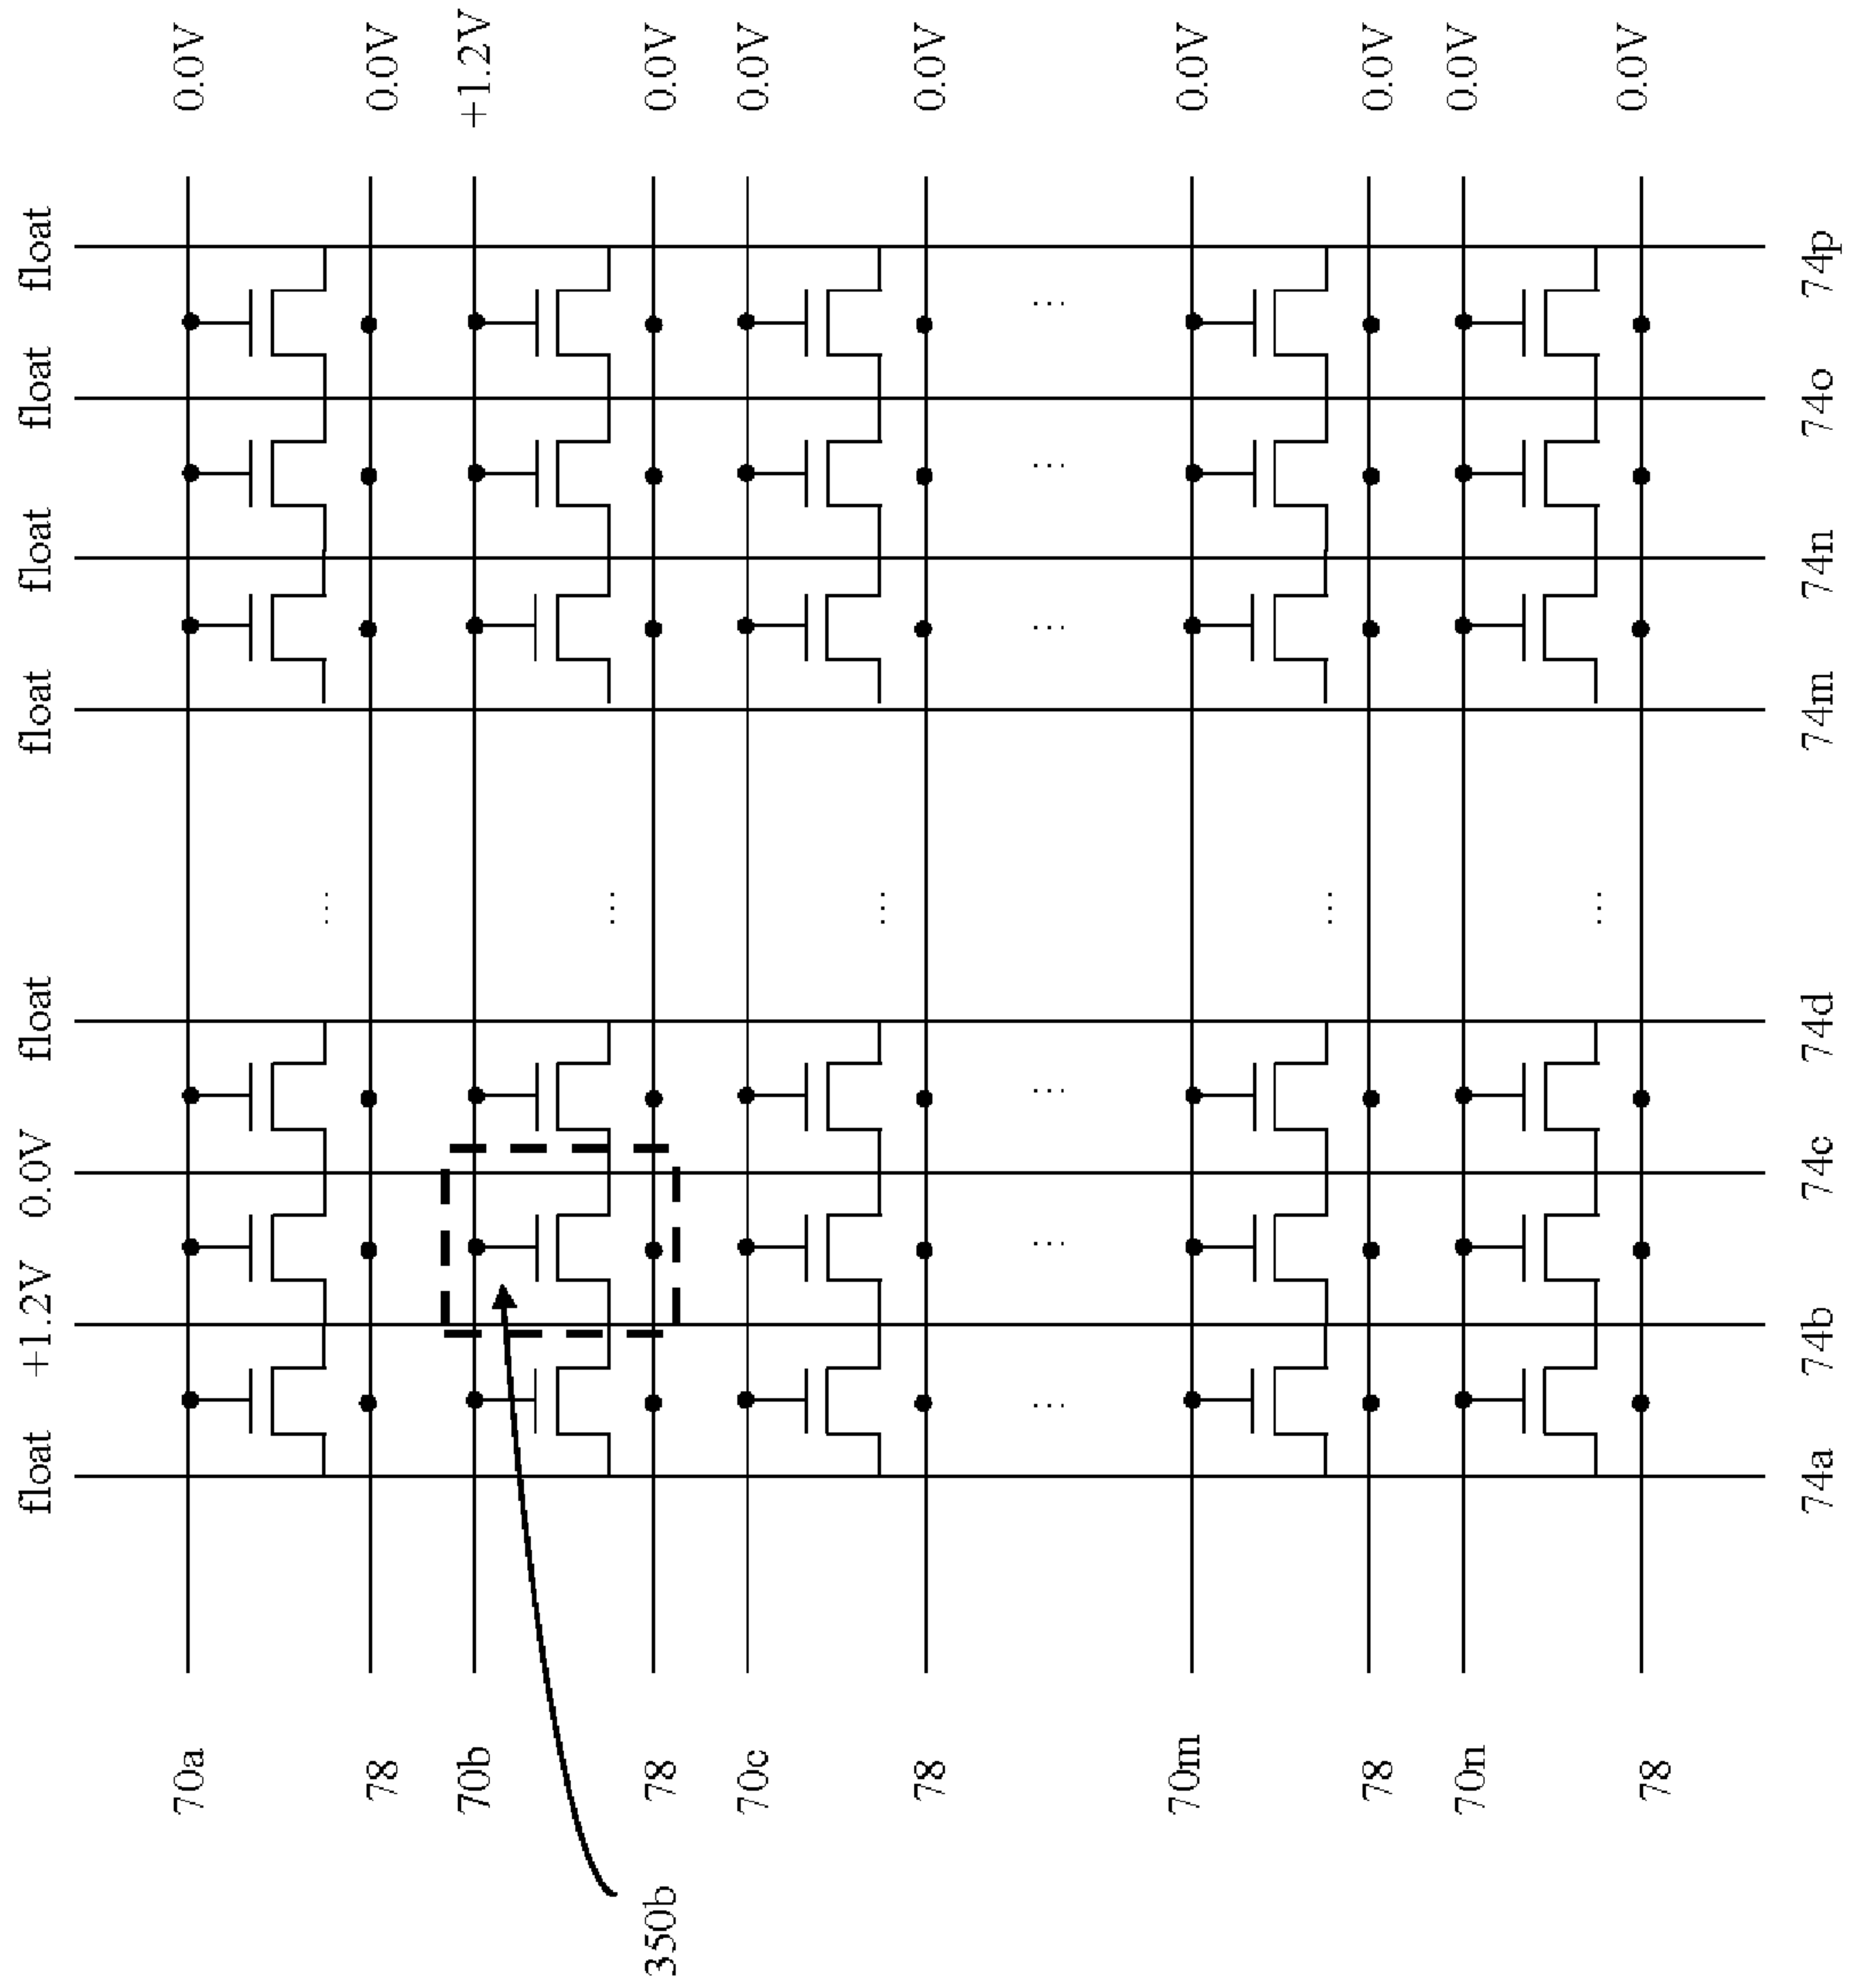 float +1.2V 0.0V float float float float float
70a 0.0V
78 0.0V
70b +1.2V
350b 78 0.0V
70c 0.0V
78 0.0V
70m 0.0V
78 0.0V
70n 0.0V
78 0.0V
74a 74b 74c 74d 74m 74n 74o 74p